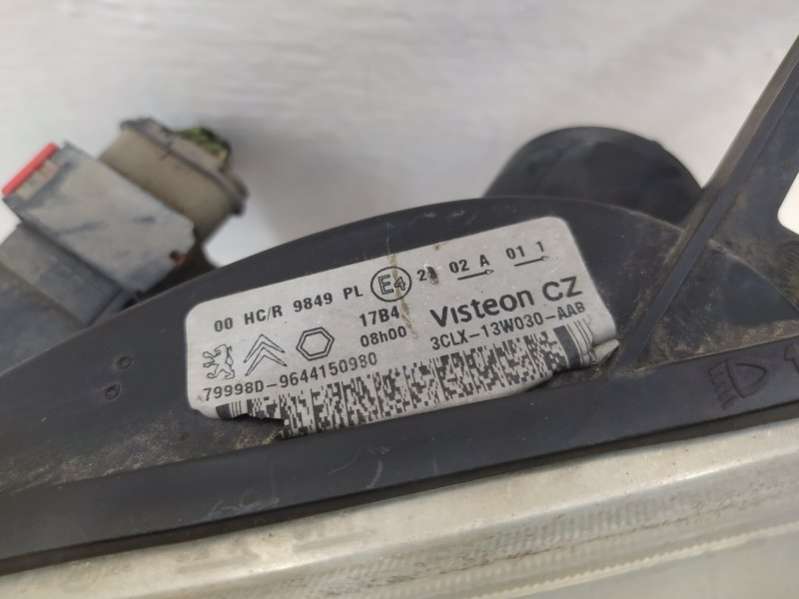 00 HC/R 9849 PL E4 02 A 01 1
17B4 Visteon CZ
08h00 3CLX-13W030-AAB
79998D-9644150980